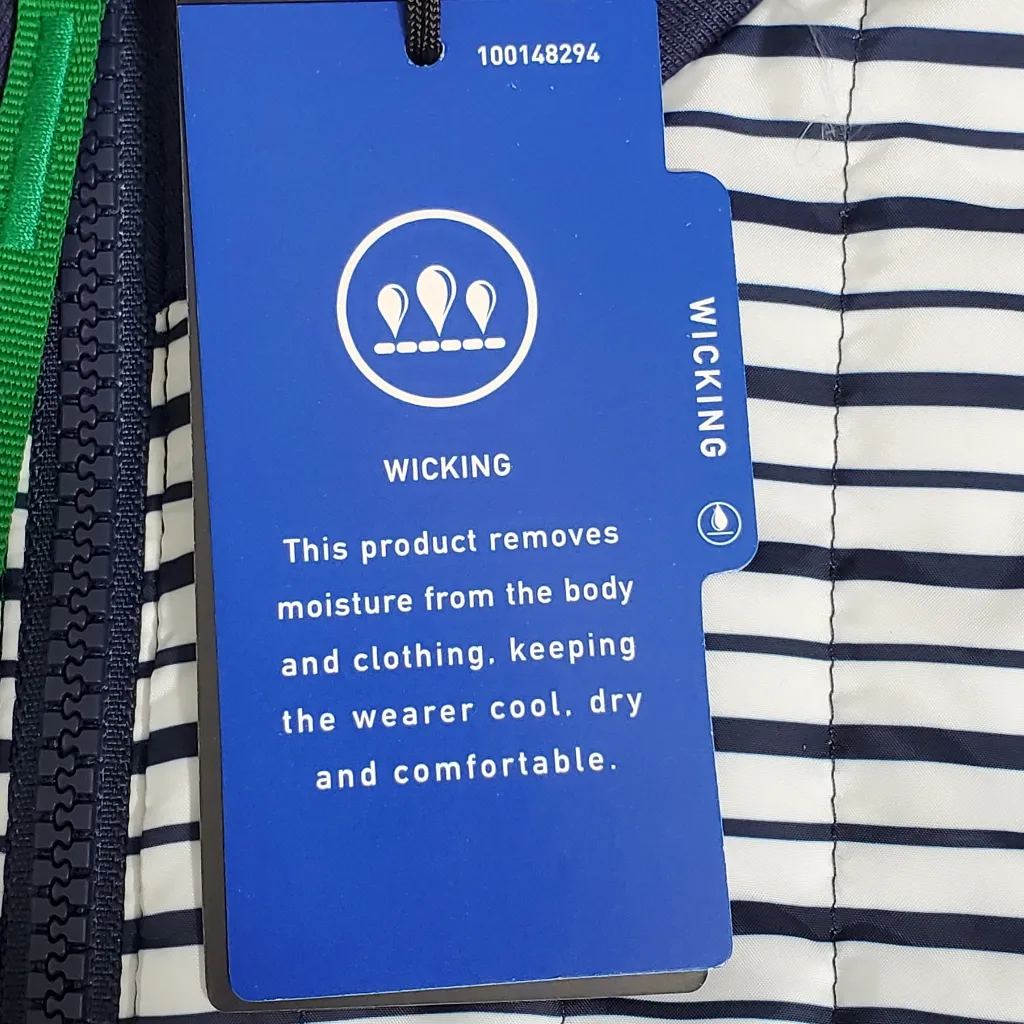 100148294
WICKING
This product removes
moisture from the body
and clothing, keeping
the wearer cool, dry
and comfortable.
WICKING